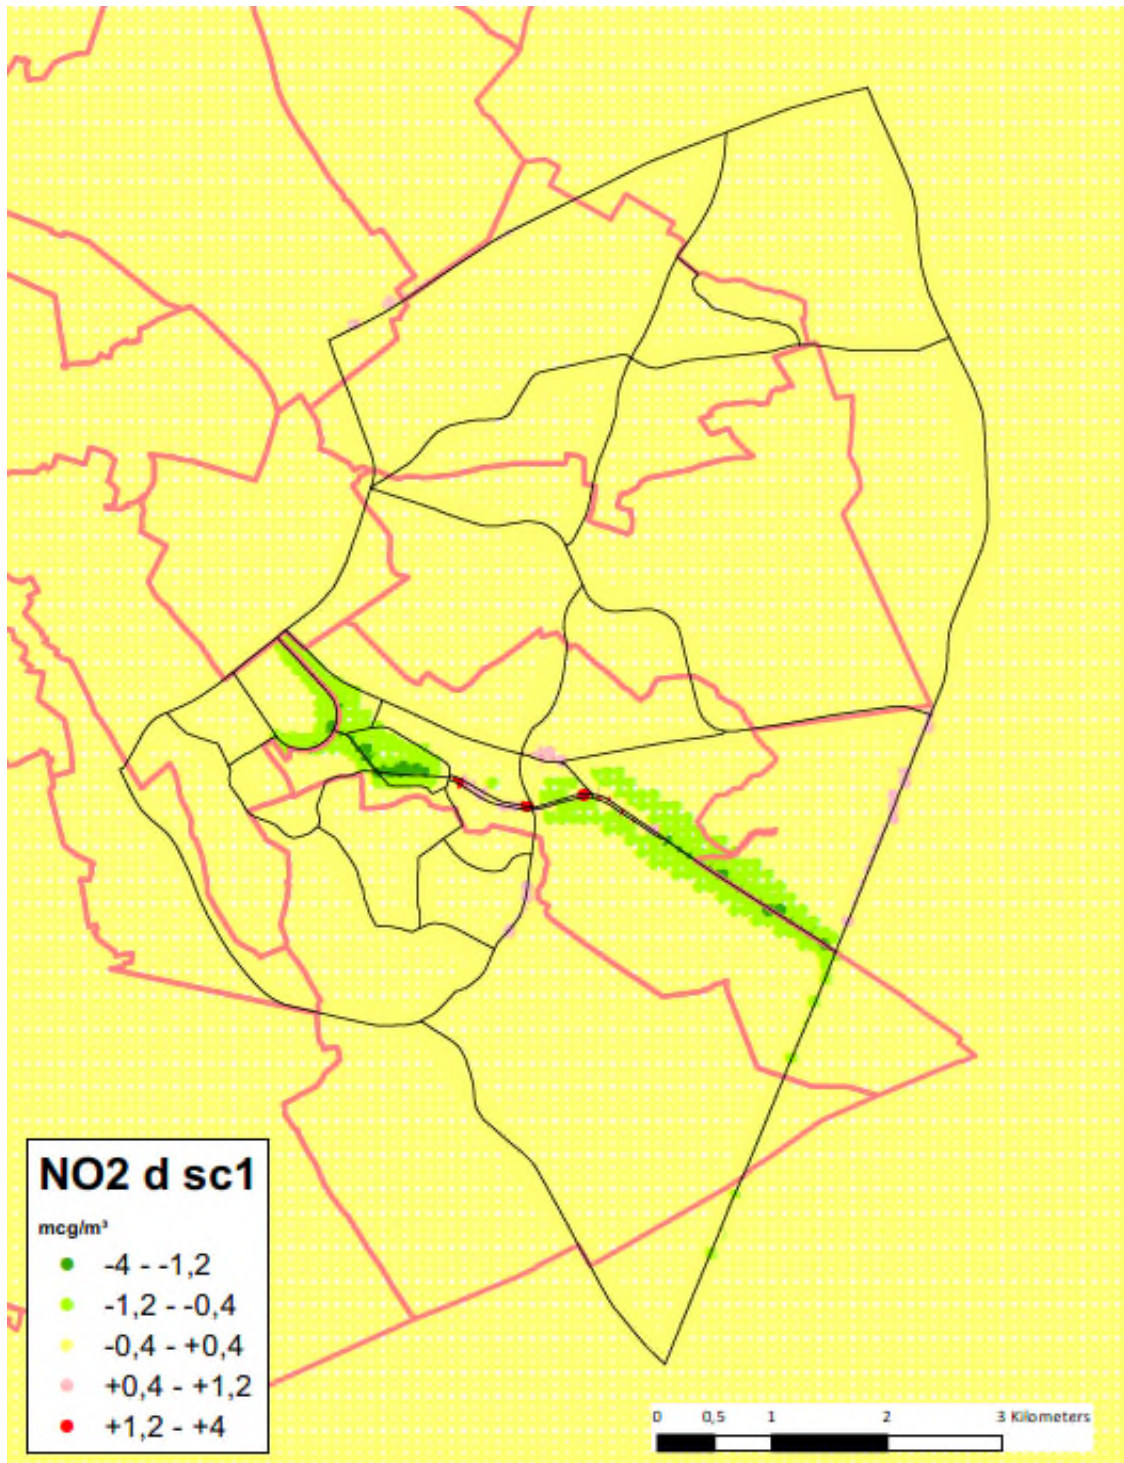 NO2 d sc1
mcg/m³
-4 - -1,2
-1,2 - -0,4
-0,4 - +0,4
+0,4 - +1,2
+1,2 - +4
0 0,5 1 2 3 Kilometers